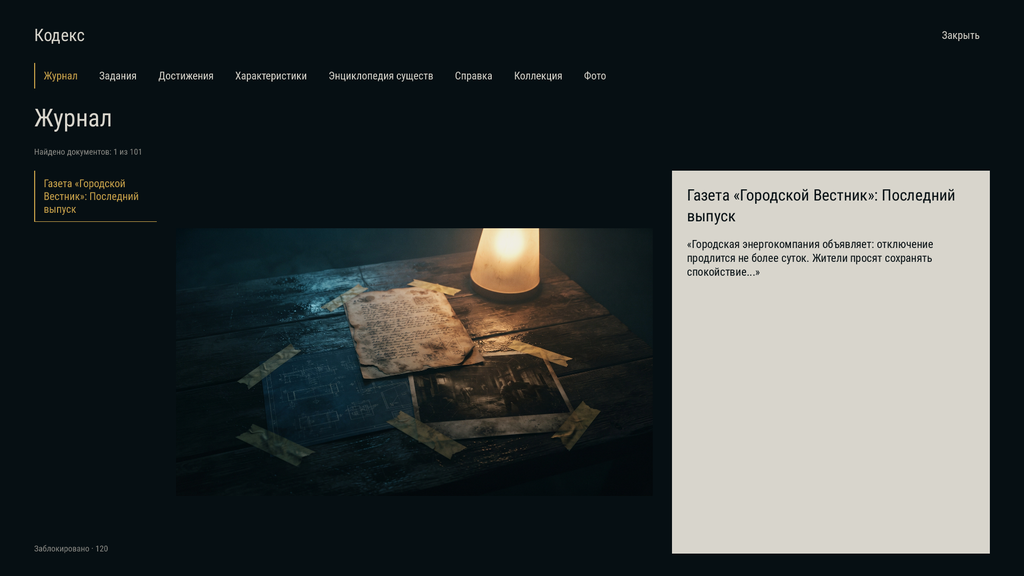 Кодекс
Закрыть
Журнал
Задания
Достижения
Характеристики
Энциклопедия существ
Справка
Коллекция
Фото
Журнал
Найдено документов: 1 из 101
Газета «Городской
Вестник»: Последний
выпуск
Газета «Городской Вестник»: Последний
выпуск
«Городская энергокомпания объявляет: отключение
продлится не более суток. Жители просят сохранять
спокойствие...»
Заблокировано · 120